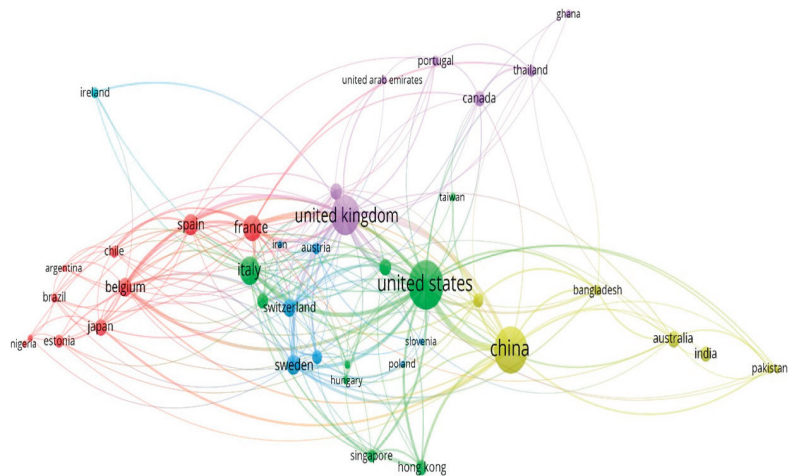 ghana
portugal
thailand
united arab emirates
canada
ireland
taiwan
united kingdom
spain
france
iran
austria
chile
italy
argentina
united states
belgium
bangladesh
brazil
switzerland
japan
nigeria
estonia
slovenia
china
australia
india
sweden
poland
pakistan
hungary
singapore
hong kong